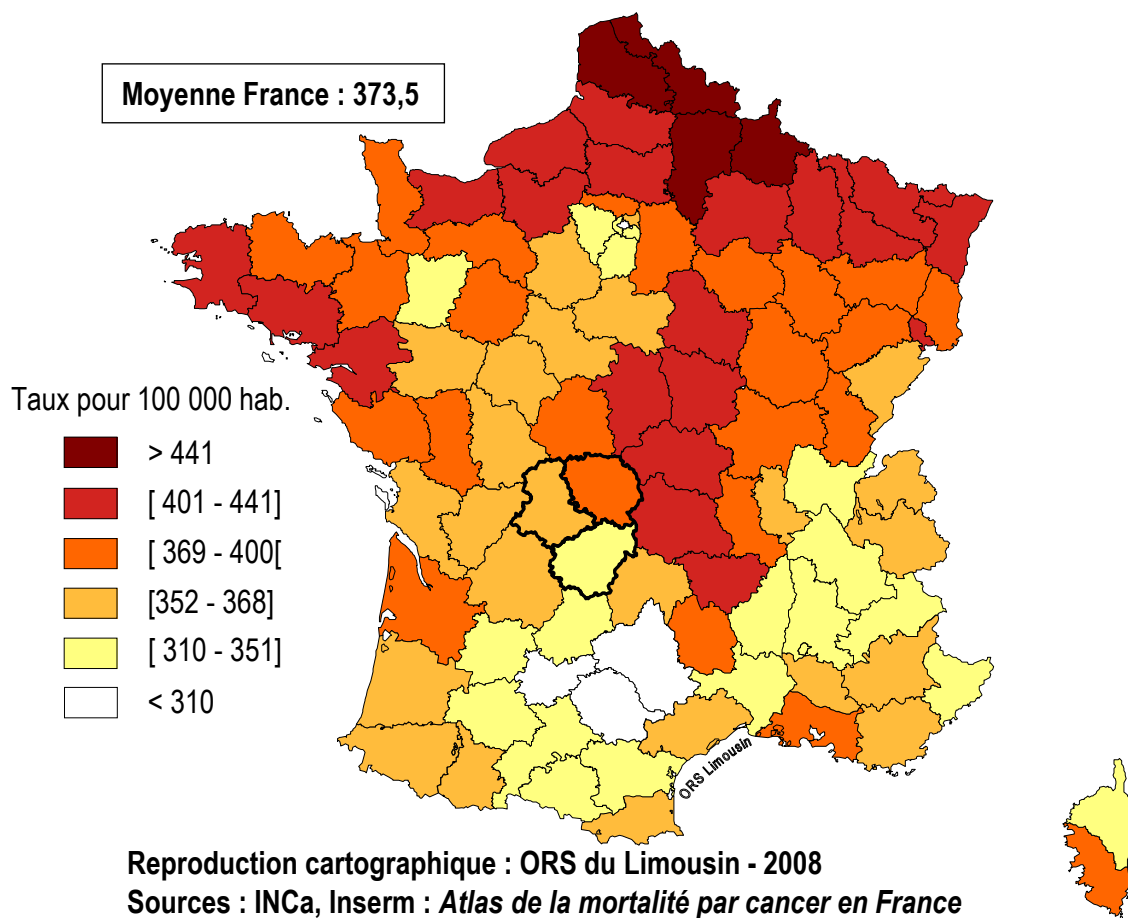 Moyenne France : 373,5
Taux pour 100 000 hab.
> 441
[ 401 - 441]
[ 369 - 400[
[352 - 368]
[ 310 - 351]
< 310
ORS Limousin
Reproduction cartographique : ORS du Limousin - 2008
Sources : INCa, Inserm : Atlas de la mortalité par cancer en France